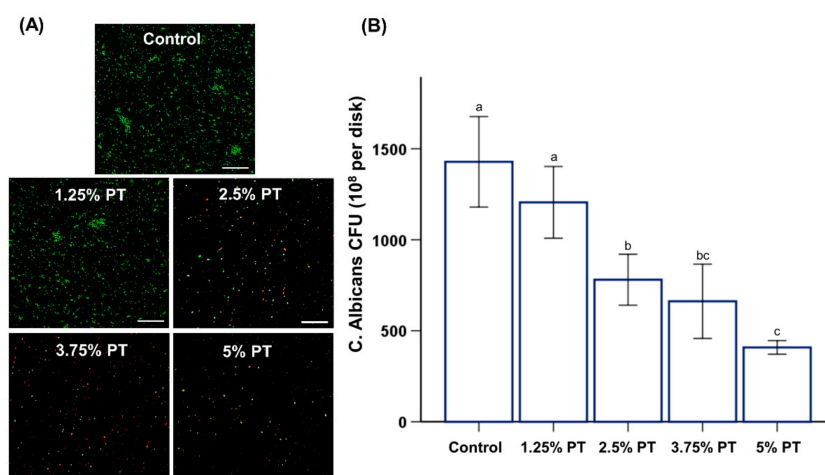 (A)
Control
1.25% PT
2.5% PT
3.75% PT
5% PT
(B)
C. Albicans CFU (10⁸ per disk)
1500
1000
500
0
a
a
b
bc
c
Control
1.25% PT
2.5% PT
3.75% PT
5% PT